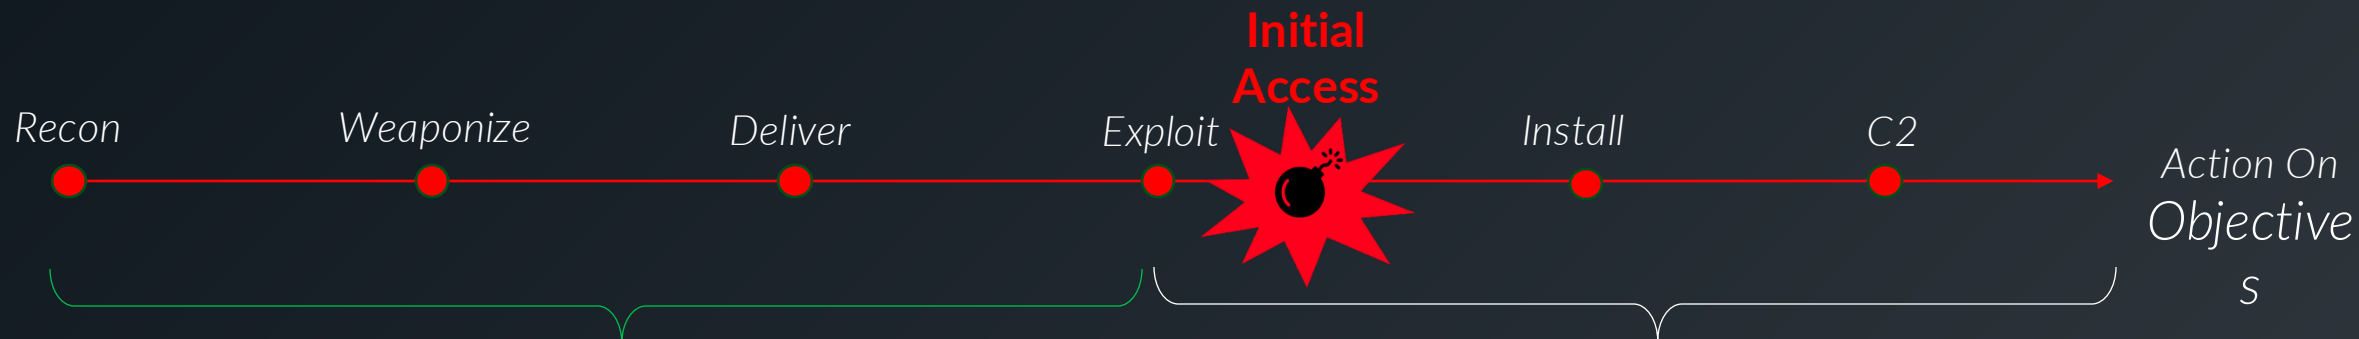 Initial
Access
Recon
Weaponize
Deliver
Exploit
Install
C2
Action On
Objective
s